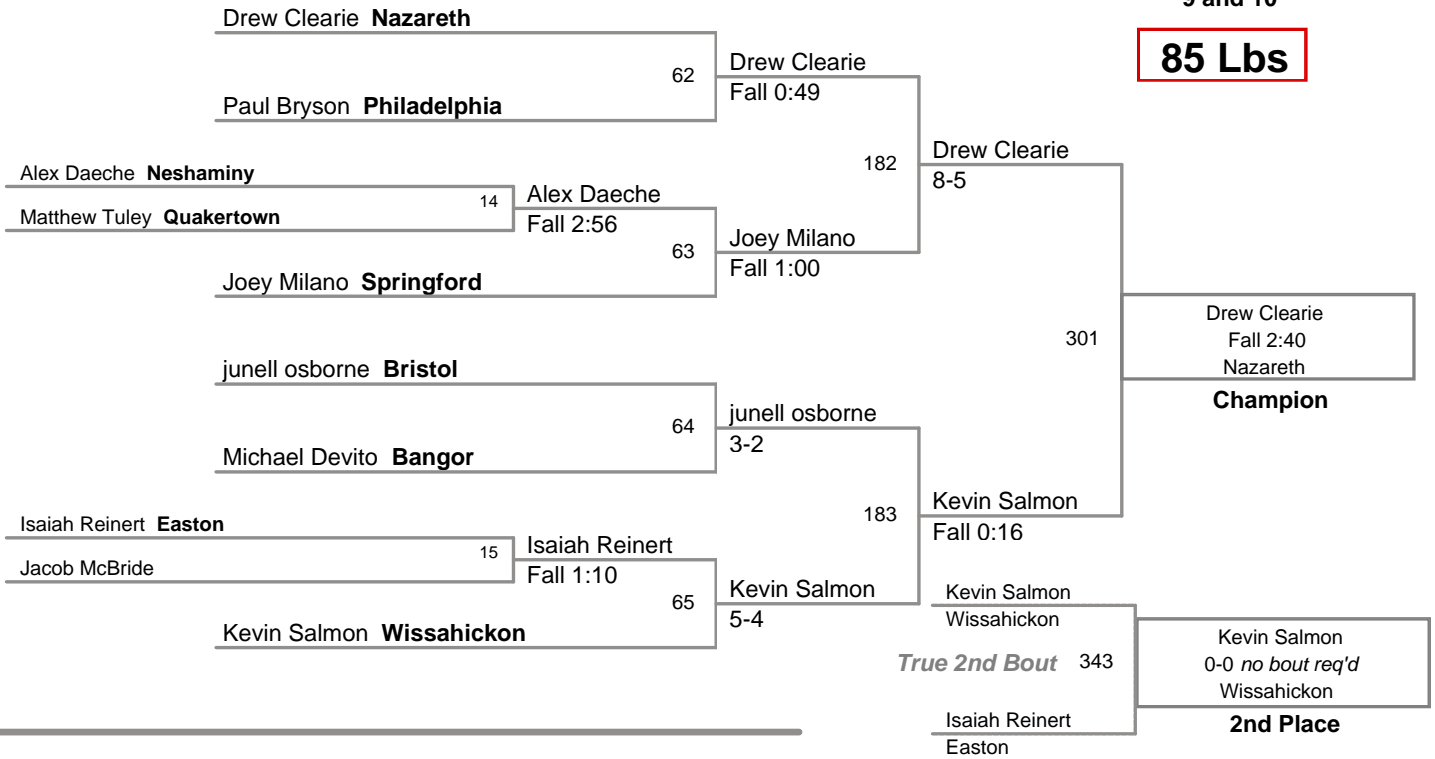 9 and 10
85 Lbs
Drew Clearie Nazareth
62
Paul Bryson Philadelphia
Drew Clearie
Fall 0:49
Alex Daeche Neshaminy
14
Matthew Tuley Quakertown
Alex Daeche
Fall 2:56
63
Joey Milano Springford
Joey Milano
Fall 1:00
182
Drew Clearie
8-5
junell osborne Bristol
64
Michael Devito Bangor
junell osborne
3-2
Isaiah Reinert Easton
15
Jacob McBride
Isaiah Reinert
Fall 1:10
65
Kevin Salmon Wissahickon
Kevin Salmon
5-4
183
Kevin Salmon
Fall 0:16
301
Drew Clearie
Fall 2:40
Nazareth
Champion
Kevin Salmon
Wissahickon
True 2nd Bout 343
Isaiah Reinert
Easton
Kevin Salmon
0-0 no bout req'd
Wissahickon
2nd Place